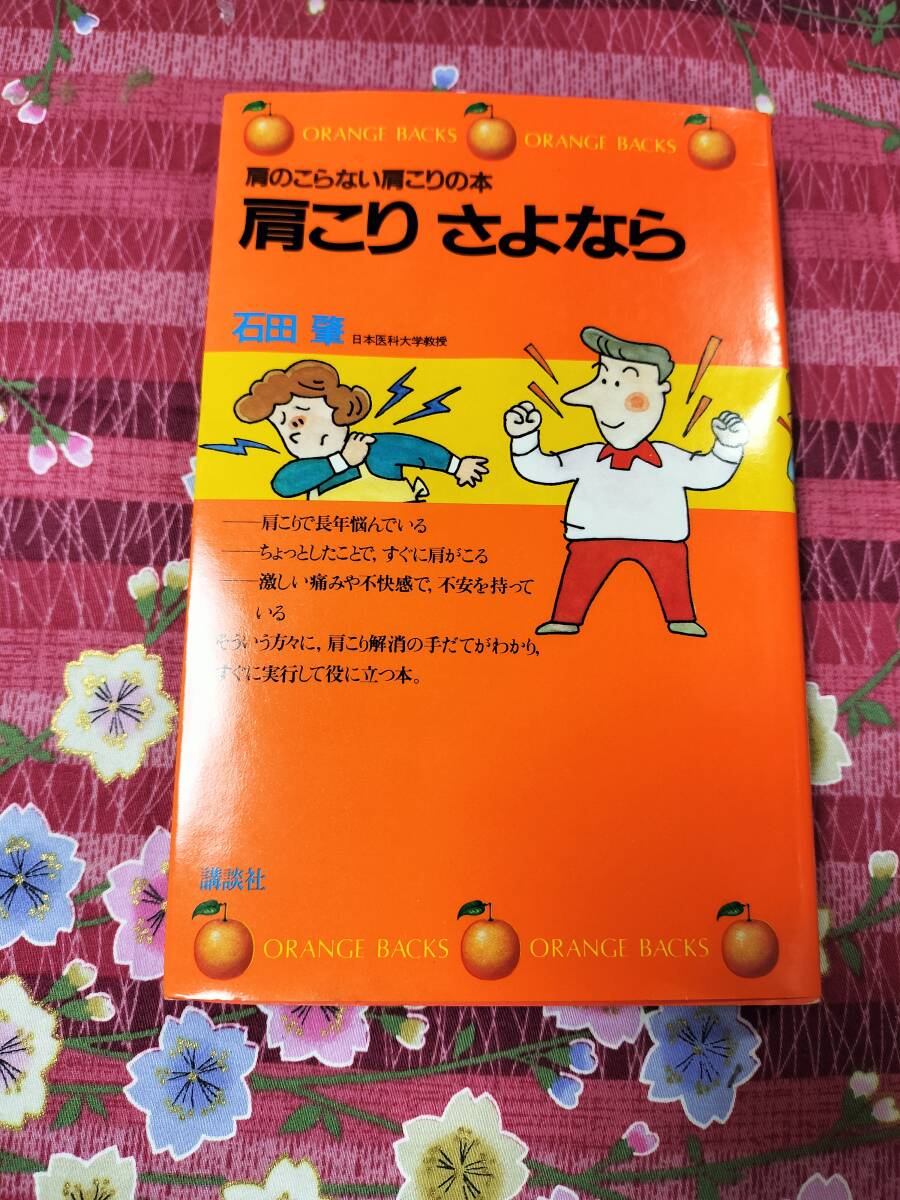 ORANGE BACKS ORANGE BACKS
肩のこらない肩こりの本
肩こり さよなら
石田 肇 日本医科大学教授
——肩こりで長年悩んでいる
——ちょっとしたことで，すぐに肩がこる
——激しい痛みや不快感で，不安を持って
いる
そういう方々に，肩こり解消の手だてがわかり，
すぐに実行して役に立つ本。
講談社
ORANGE BACKS ORANGE BACKS